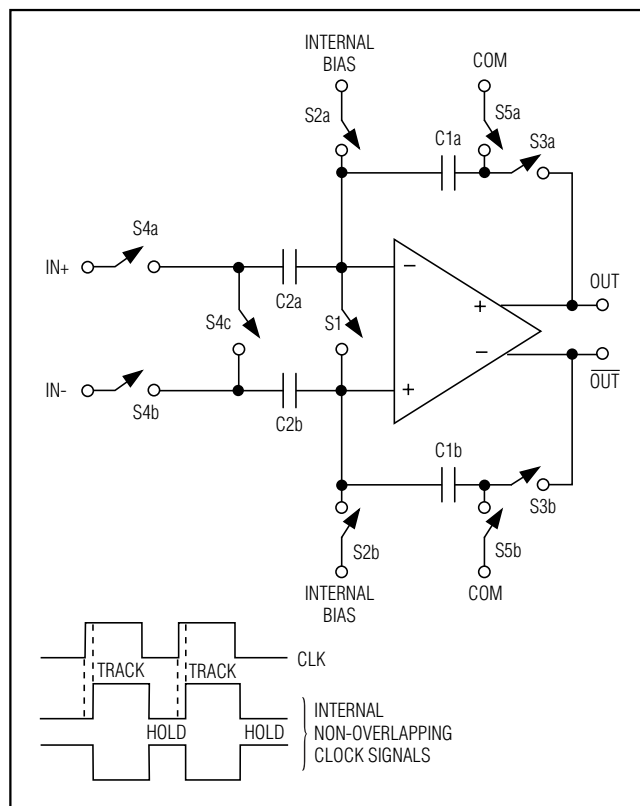 INTERNAL
BIAS
COM
S2a
S5a
C1a
S3a
S4a
IN+
C2a
OUT
S4c
S1
IN-
S4b
C2b
OUT
C1b
S3b
S2b
S5b
INTERNAL
BIAS
COM
CLK
TRACK
TRACK
HOLD
HOLD
INTERNAL
NON-OVERLAPPING
CLOCK SIGNALS
−
+
+
−